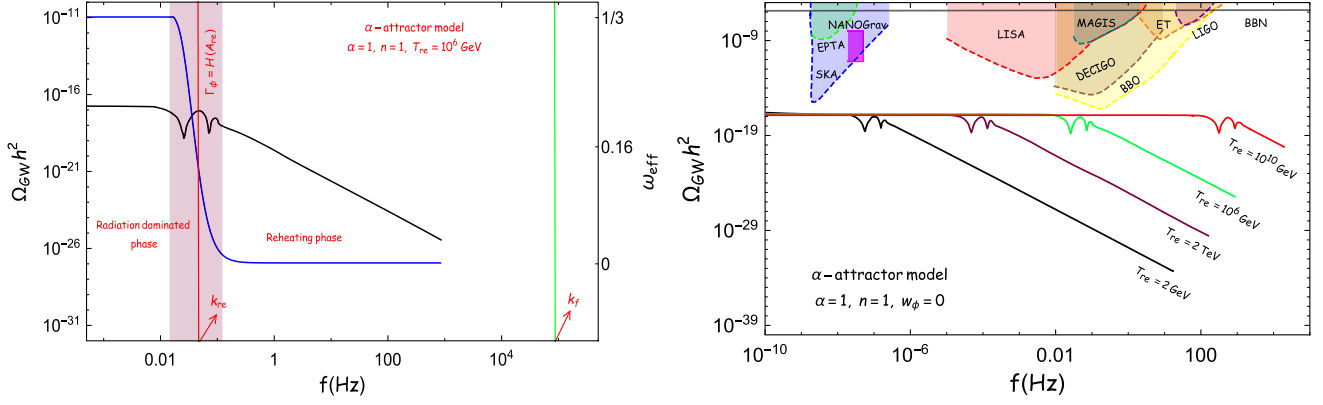 α-attractor model
α=1, n=1, T_re=10^6 GeV
Γ_ϕ = H(A_re)
Radiation dominated
phase
Reheating phase
k_re
k_f
Ω_GW h^2
10^-11
10^-16
10^-21
10^-26
10^-31
1/3
0.16
0
ω_eff
0.01
1
100
10^4
f(Hz)
NANOGrav
EPTA
SKA
LISA
MAGIS
DECIGO
BBO
ET
LIGO
BBN
T_re = 10^10 GeV
T_re = 10^6 GeV
T_re = 2 TeV
T_re = 2 GeV
α-attractor model
α=1, n=1, w_ϕ=0
Ω_GW h^2
10^-9
10^-19
10^-29
10^-39
10^-10
10^-6
0.01
100
f(Hz)